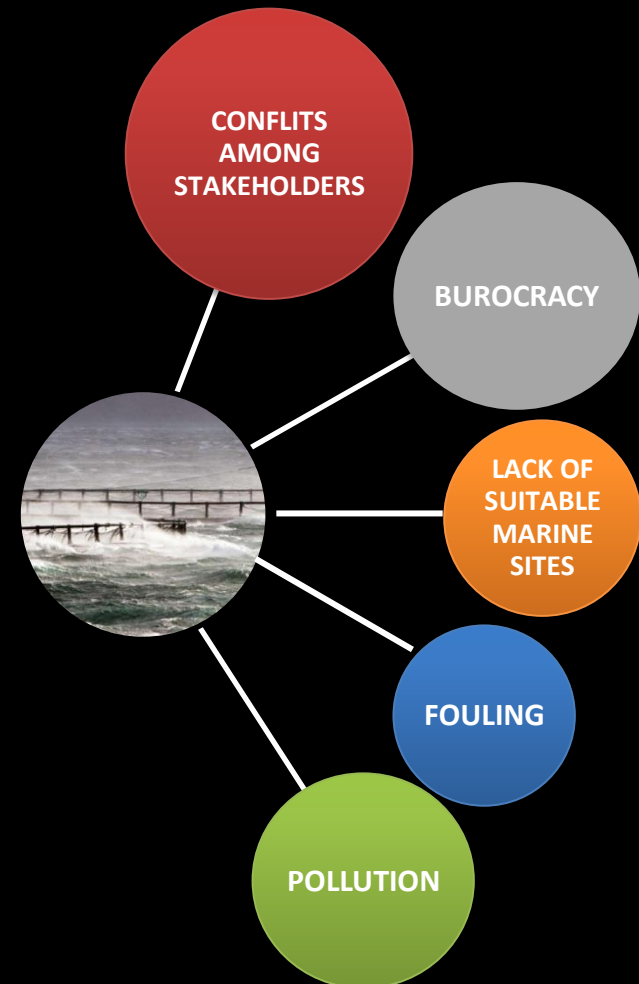 CONFLITS
AMONG
STAKEHOLDERS
BUROCRACY
LACK OF
SUITABLE
MARINE
SITES
FOULING
POLLUTION